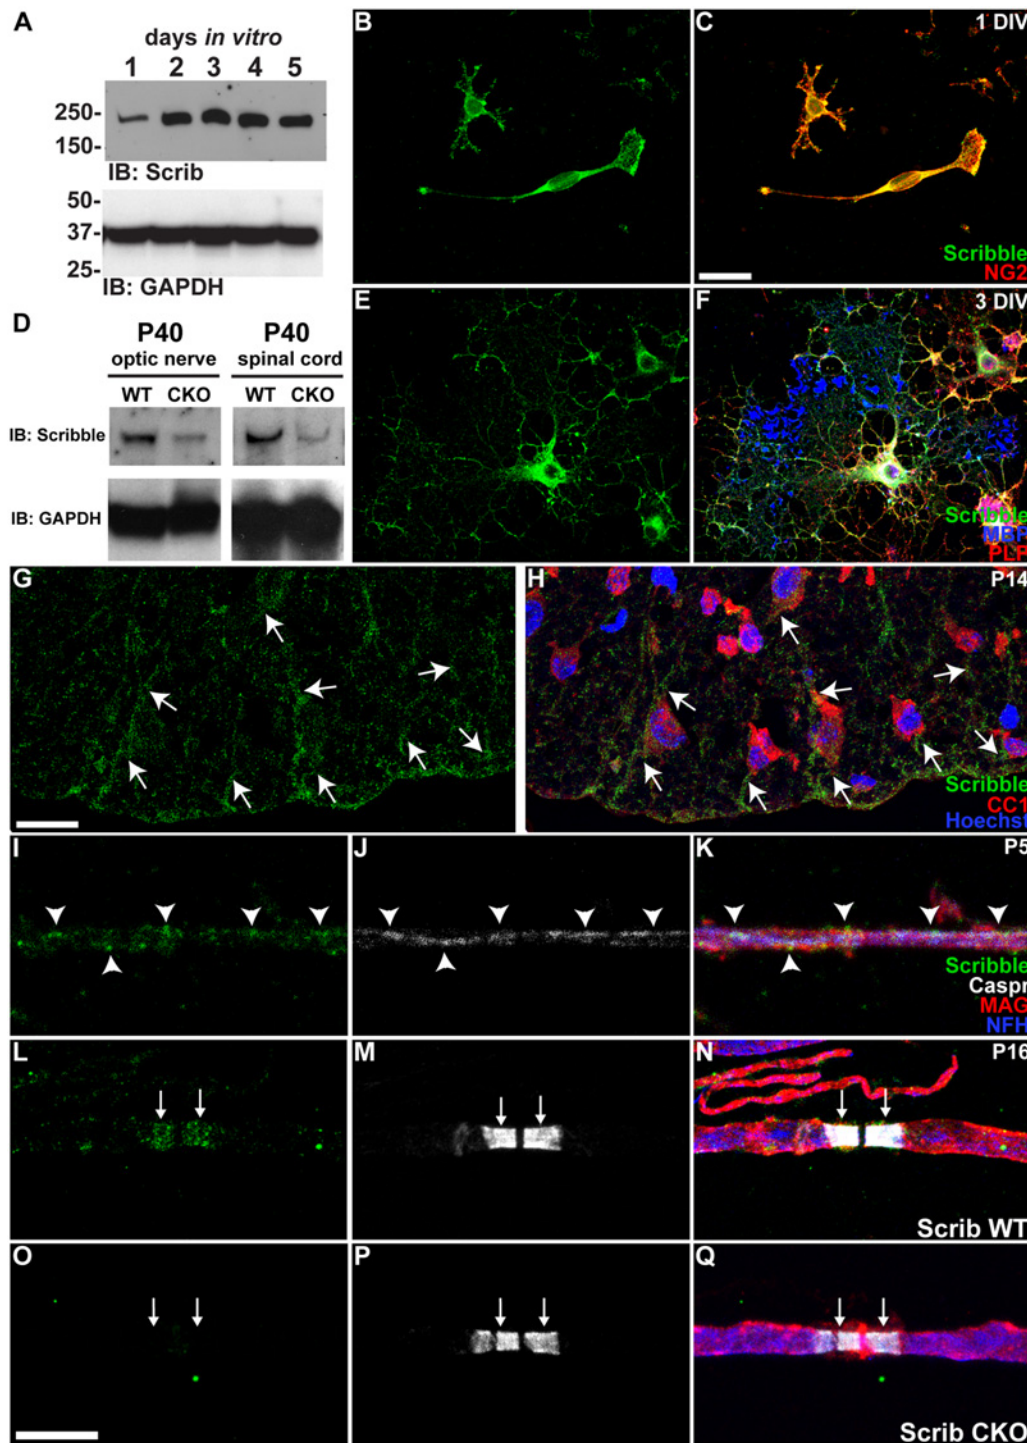 A
days in vitro
1 2 3 4 5
250-
150-
IB: Scrib
50-
37-
25-
IB: GAPDH
B
C
1 DIV
Scribble
NG2
D
P40
optic nerve
P40
spinal cord
WT CKO
WT CKO
IB: Scribble
IB: GAPDH
E
F
3 DIV
Scribble
MBP
PLP
G
H
P14
Scribble
CC1
Hoechst
I
J
K
P5
Scribble
Caspr
MAG
NFH
L
M
N
P16
Scrib WT
O
P
Q
Scrib CKO